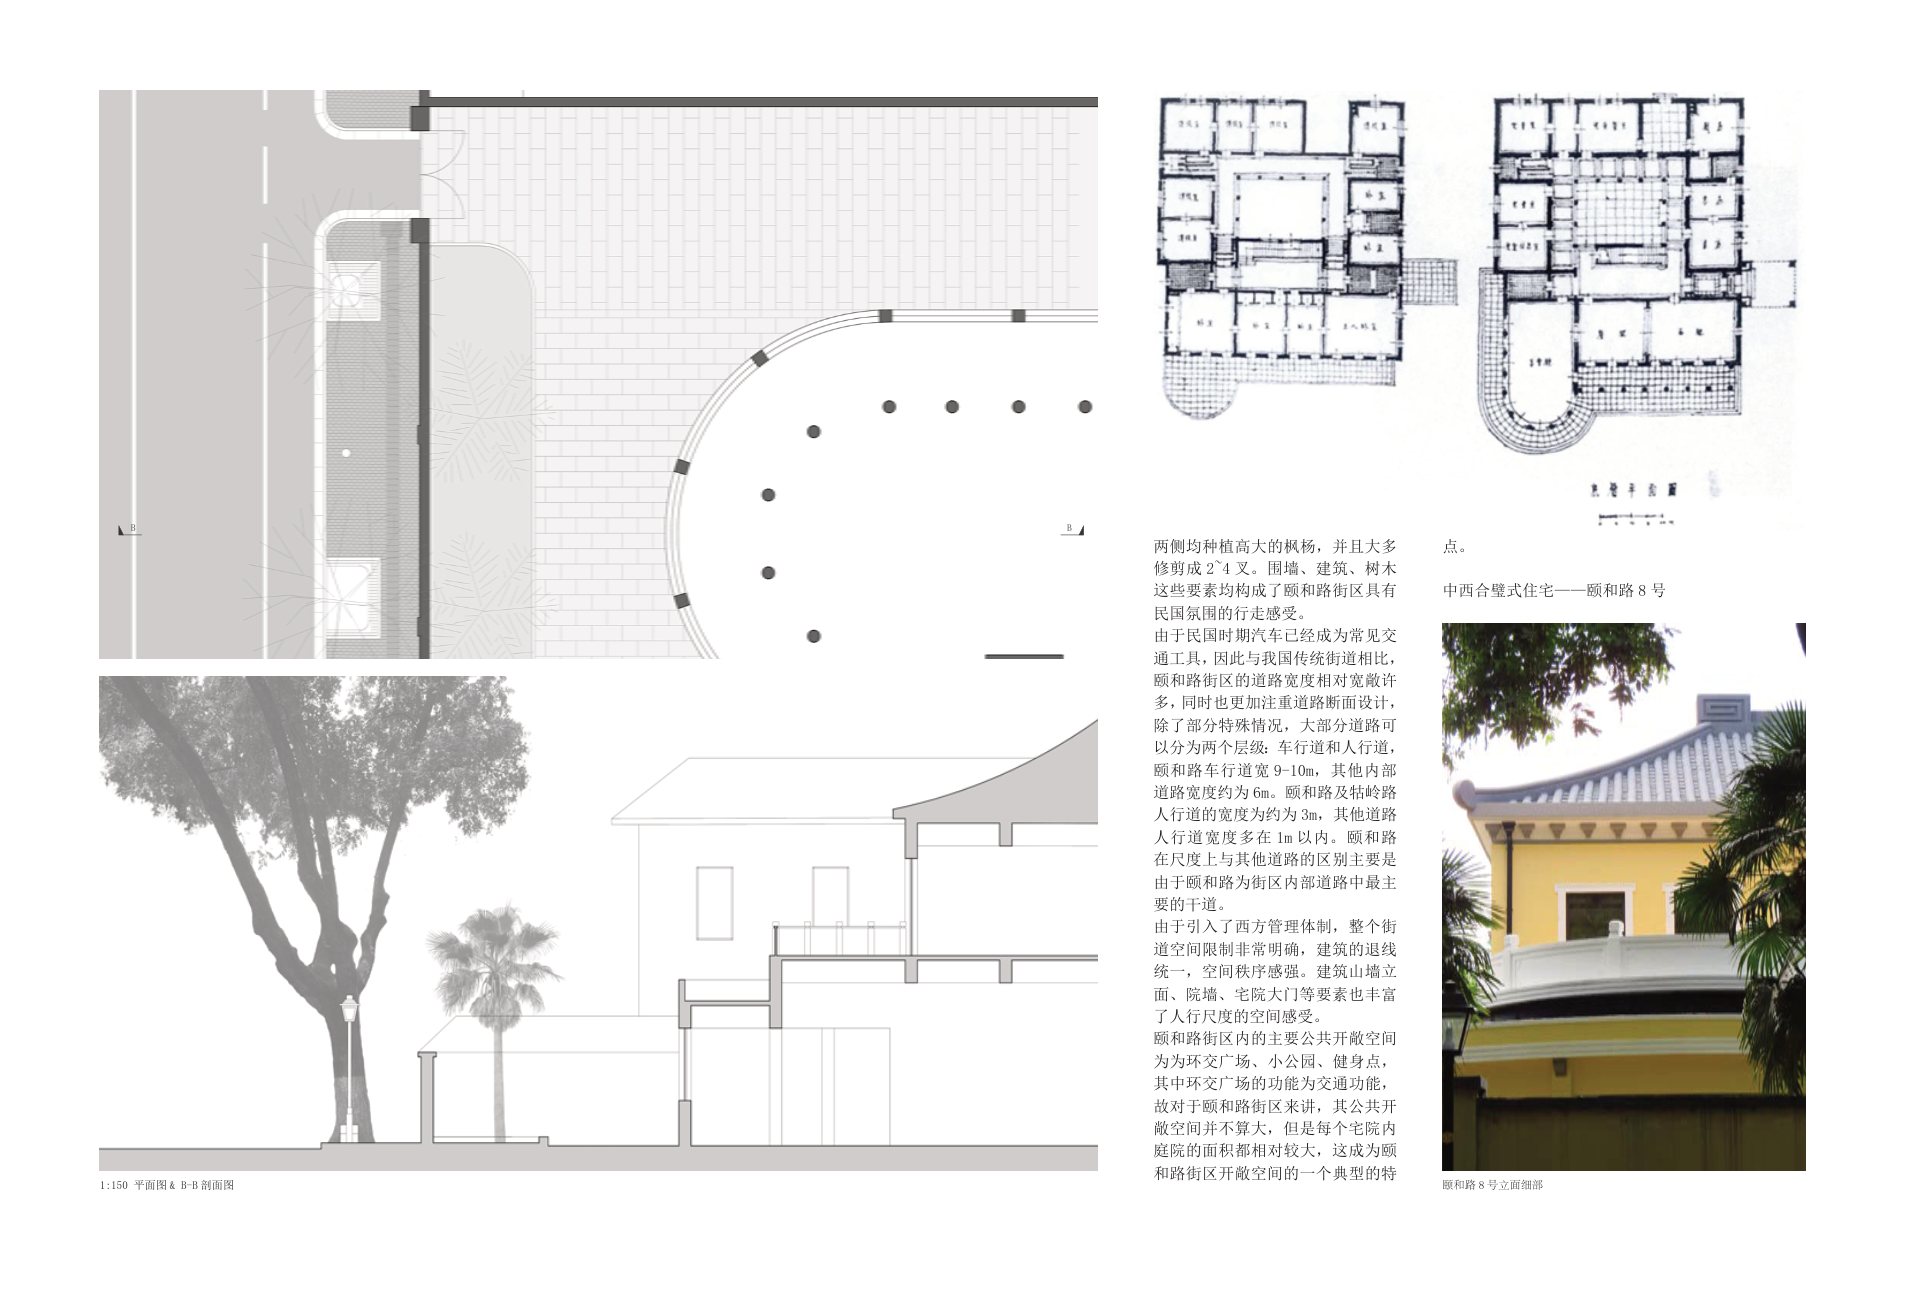 B
B
1:150 平面图 & B-B 剖面图
两侧均种植高大的枫杨，并且大多
修剪成 2~4 叉。围墙、建筑、树木
这些要素均构成了颐和路街区具有
民国氛围的行走感受。
由于民国时期汽车已经成为常见交
通工具，因此与我国传统街道相比，
颐和路街区的道路宽度相对宽敞许
多，同时也更加注重道路断面设计，
除了部分特殊情况，大部分道路可
以分为两个层级：车行道和人行道，
颐和路车行道宽 9-10m，其他内部
道路宽度约为 6m。颐和路及牯岭路
人行道的宽度为约为 3m，其他道路
人行道宽度多在 1m 以内。颐和路
在尺度上与其他道路的区别主要是
由于颐和路为街区内部道路中最主
要的干道。
由于引入了西方管理体制，整个街
道空间限制非常明确，建筑的退线
统一，空间秩序感强。建筑山墙立
面、院墙、宅院大门等要素也丰富
了人行尺度的空间感受。
颐和路街区内的主要公共开敞空间
为为环交广场、小公园、健身点，
其中环交广场的功能为交通功能，
故对于颐和路街区来讲，其公共开
敞空间并不算大，但是每个宅院内
庭院的面积都相对较大，这成为颐
和路街区开敞空间的一个典型的特
点。
中西合璧式住宅——颐和路 8 号
颐和路 8 号立面细部